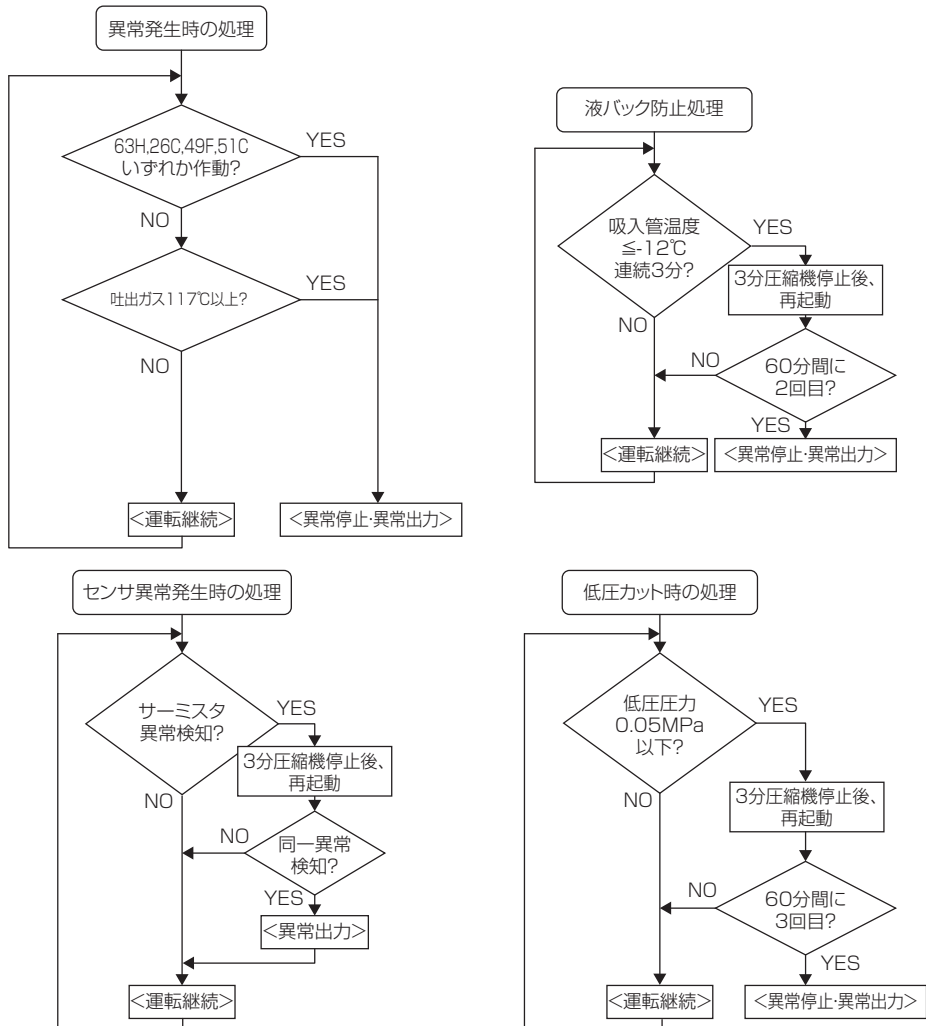 異常発生時の処理
63H,26C,49F,51C
いずれか作動?
YES
NO
吐出ガス117℃以上?
YES
NO
<運転継続>
<異常停止·異常出力>
液バック防止処理
吸入管温度
≦-12℃
連続3分?
YES
3分圧縮機停止後、
再起動
NO
60分間に
2回目?
NO
YES
<運転継続>
<異常停止·異常出力>
センサ異常発生時の処理
サーミスタ
異常検知?
YES
3分圧縮機停止後、
再起動
NO
同一異常
検知?
NO
YES
<異常出力>
<運転継続>
低圧カット時の処理
低圧圧力
0.05MPa
以下?
YES
NO
3分圧縮機停止後、
再起動
60分間に
3回目?
NO
YES
<運転継続>
<異常停止·異常出力>